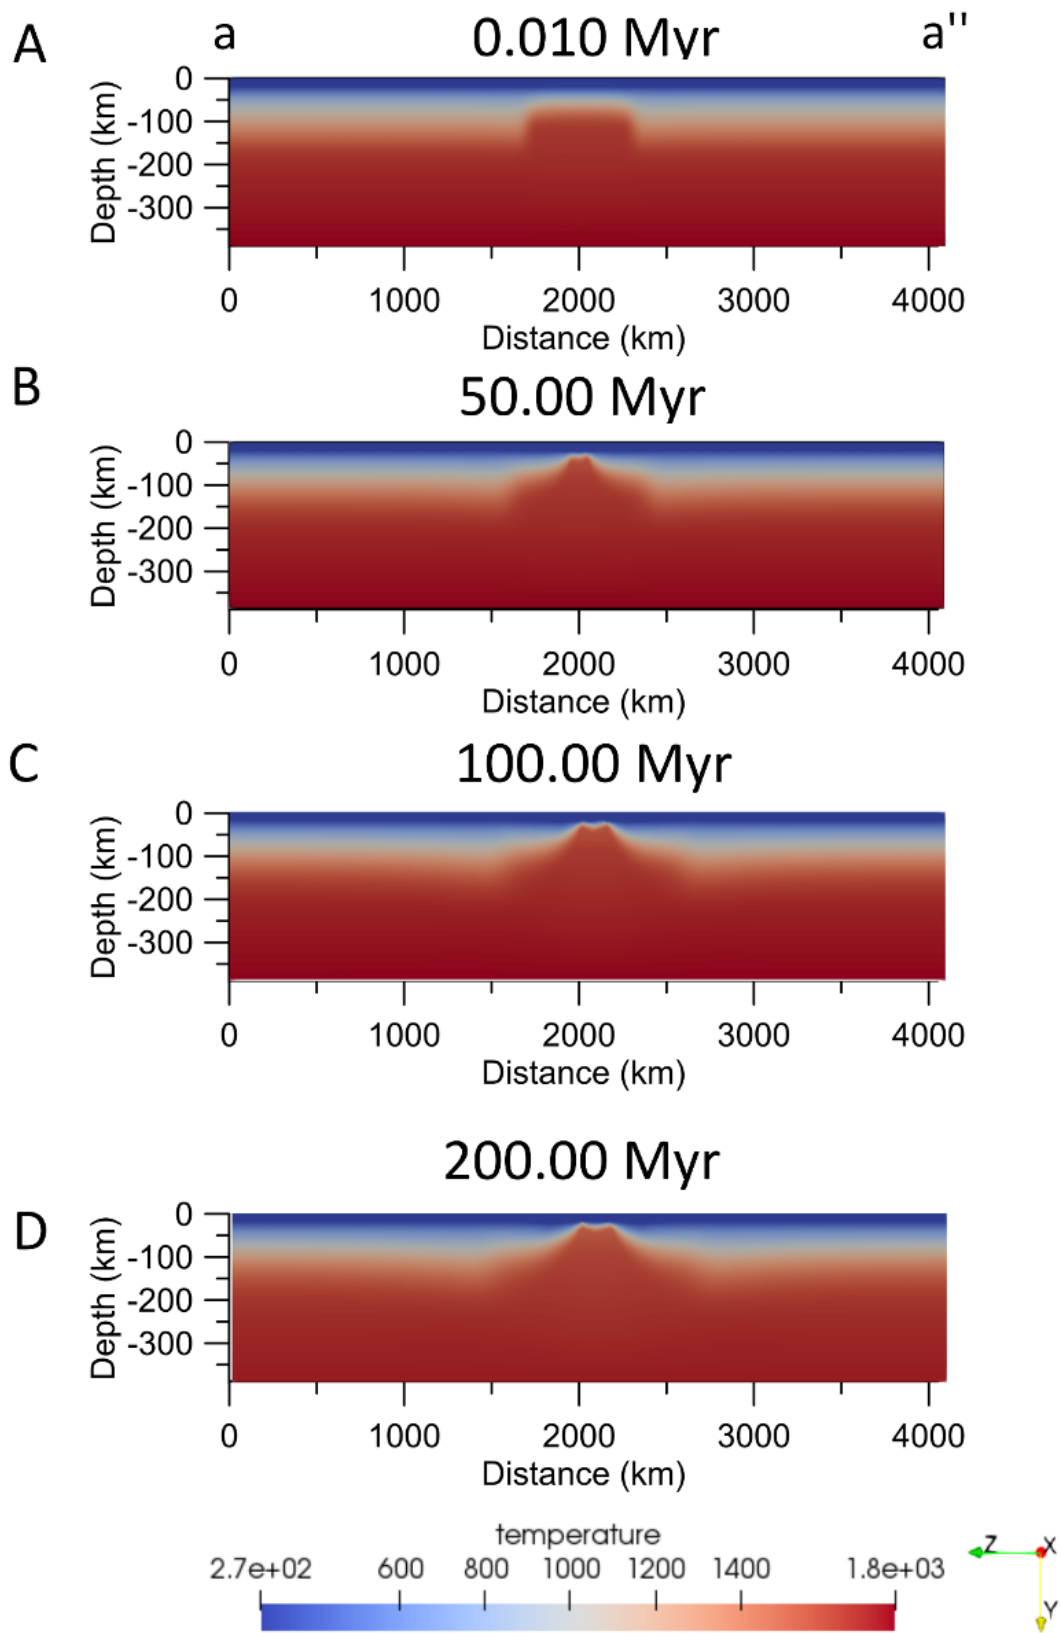 A
a
0.010 Myr
a''
0
-100
-200
-300
Depth (km)
0 1000 2000 3000 4000
Distance (km)
B
50.00 Myr
0
-100
-200
-300
Depth (km)
0 1000 2000 3000 4000
Distance (km)
C
100.00 Myr
0
-100
-200
-300
Depth (km)
0 1000 2000 3000 4000
Distance (km)
200.00 Myr
D
0
-100
-200
-300
Depth (km)
0 1000 2000 3000 4000
Distance (km)
temperature
2.7e+02 600 800 1000 1200 1400 1.8e+03
Z X
Y